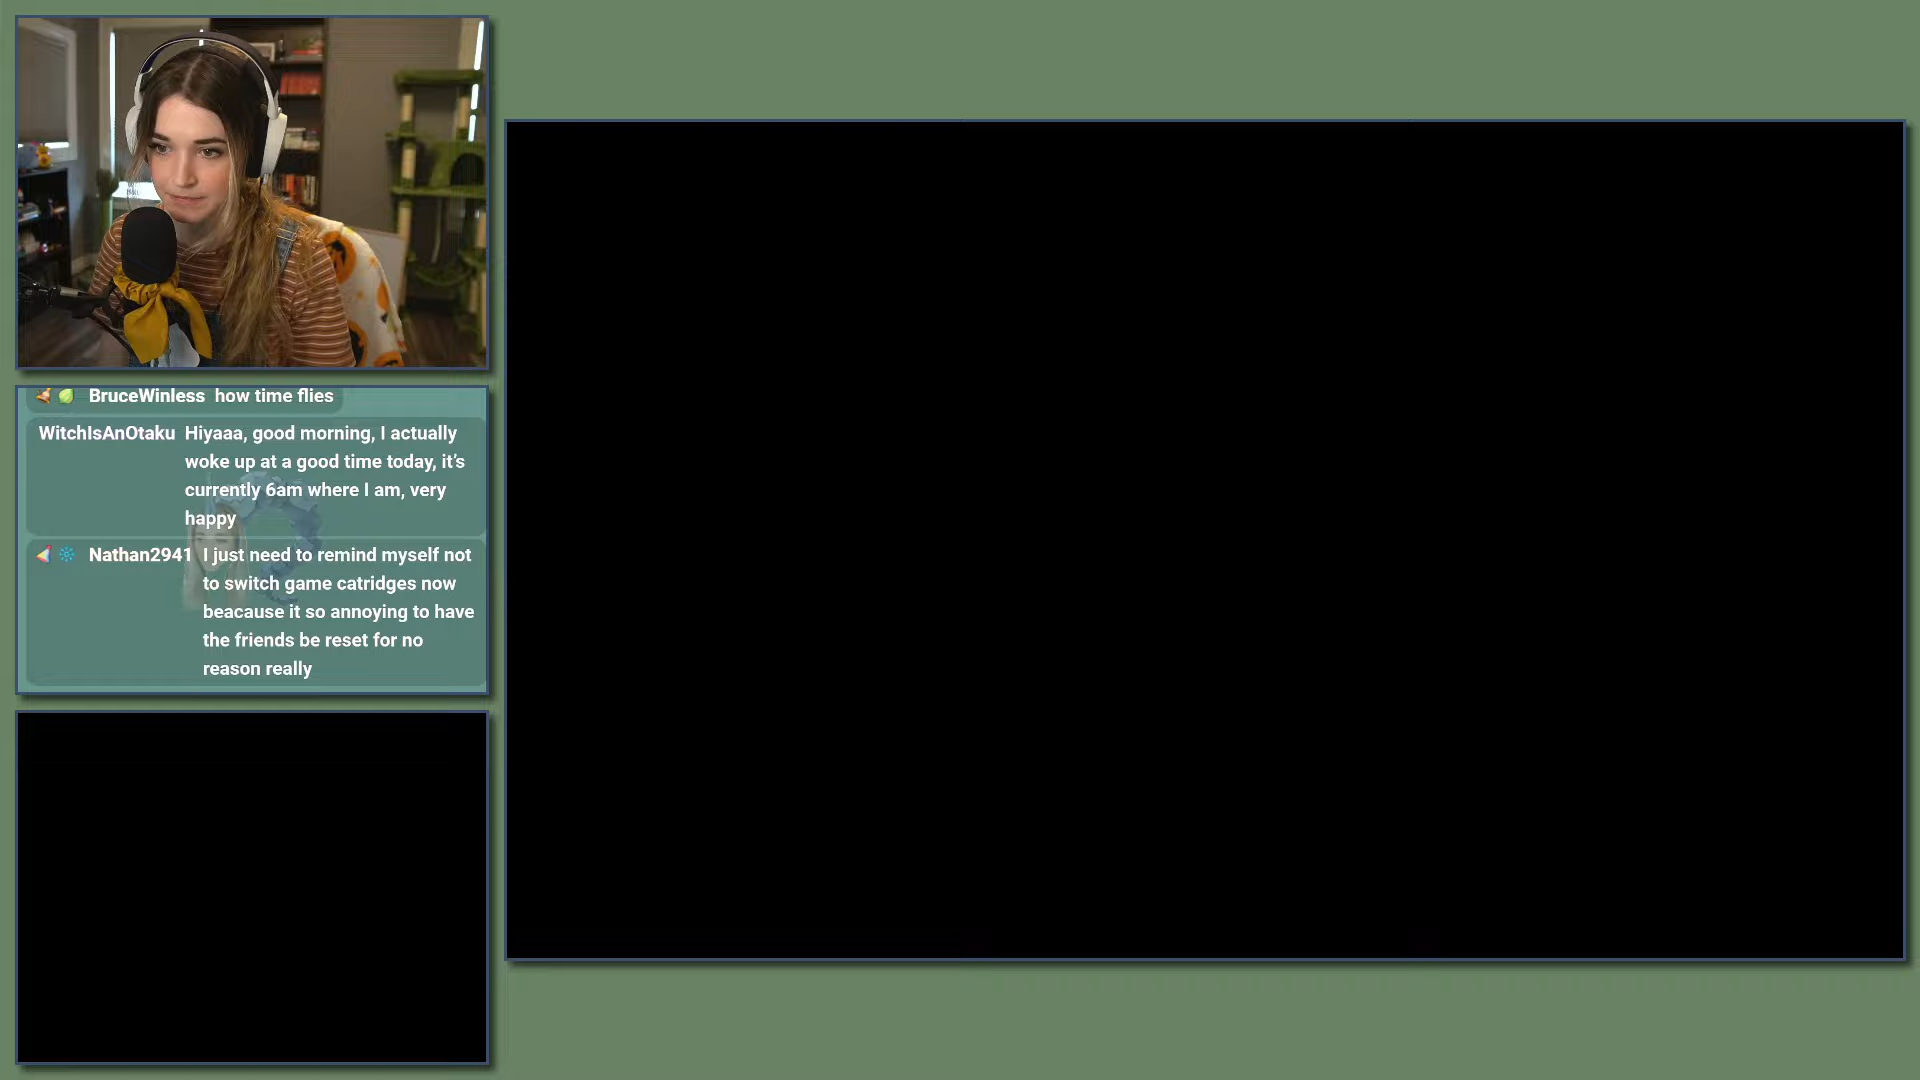 BruceWinless how time flies
WitchIsAnOtaku Hiyaaa, good morning, I actually
woke up at a good time today, it's
currently 6am where I am, very
happy
Nathan2941 I just need to remind myself not
to switch game catridges now
beacause it so annoying to have
the friends be reset for no
reason really